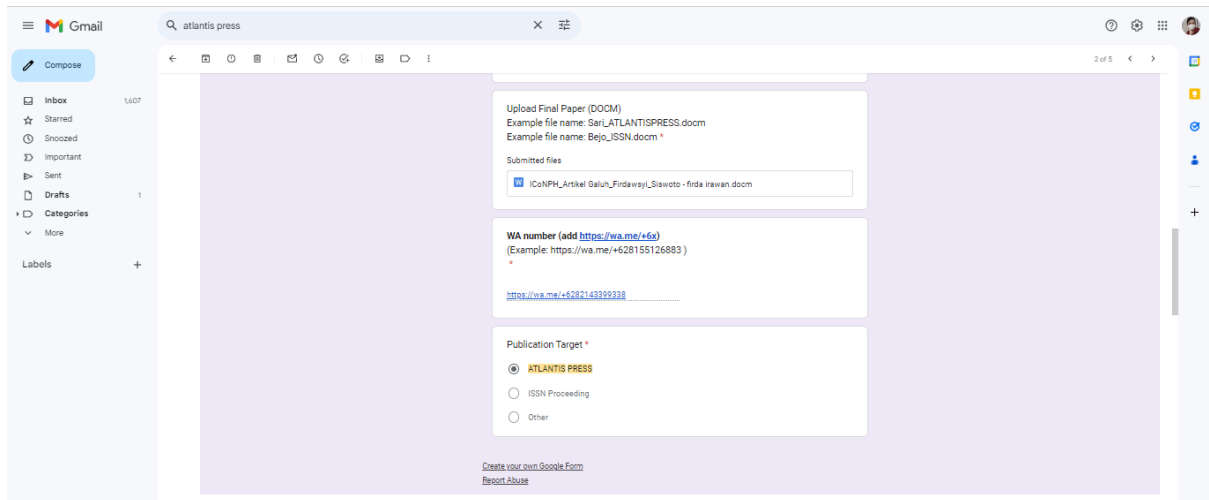 Gmail
atlantis press
Compose
2 of 5
Inbox 1,607
Starred
Snoozed
Important
Sent
Drafts 1
Categories
More
Labels
Upload Final Paper (DOCM)
Example file name: Sari_ATLANTISPRESS.docm
Example file name: Bejo_ISSN.docm *
Submitted files
W ICoNPH_Artikel Galuh_Firdawsyi_Siswoto - firda irawan.docm
WA number (add https://wa.me/+6x)
(Example: https://wa.me/+628155126883 )
*
https://wa.me/+6282143399338
Publication Target *
ATLANTIS PRESS
ISSN Proceeding
Other
Create your own Google Form
Report Abuse